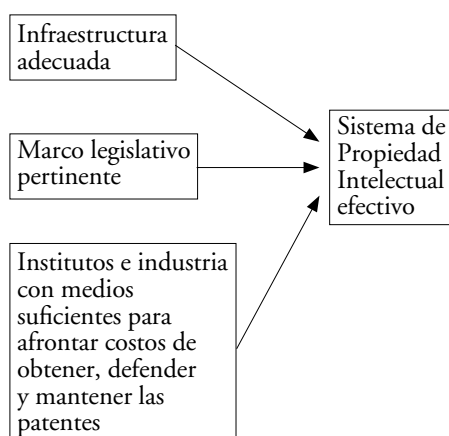 Infraestructura
adecuada
Marco legislativo
pertinente
Institutos e industria
con medios
suficientes para
afrontar costos de
obtener, defender
y mantener las
patentes
Sistema de
Propiedad
Intelectual
efectivo